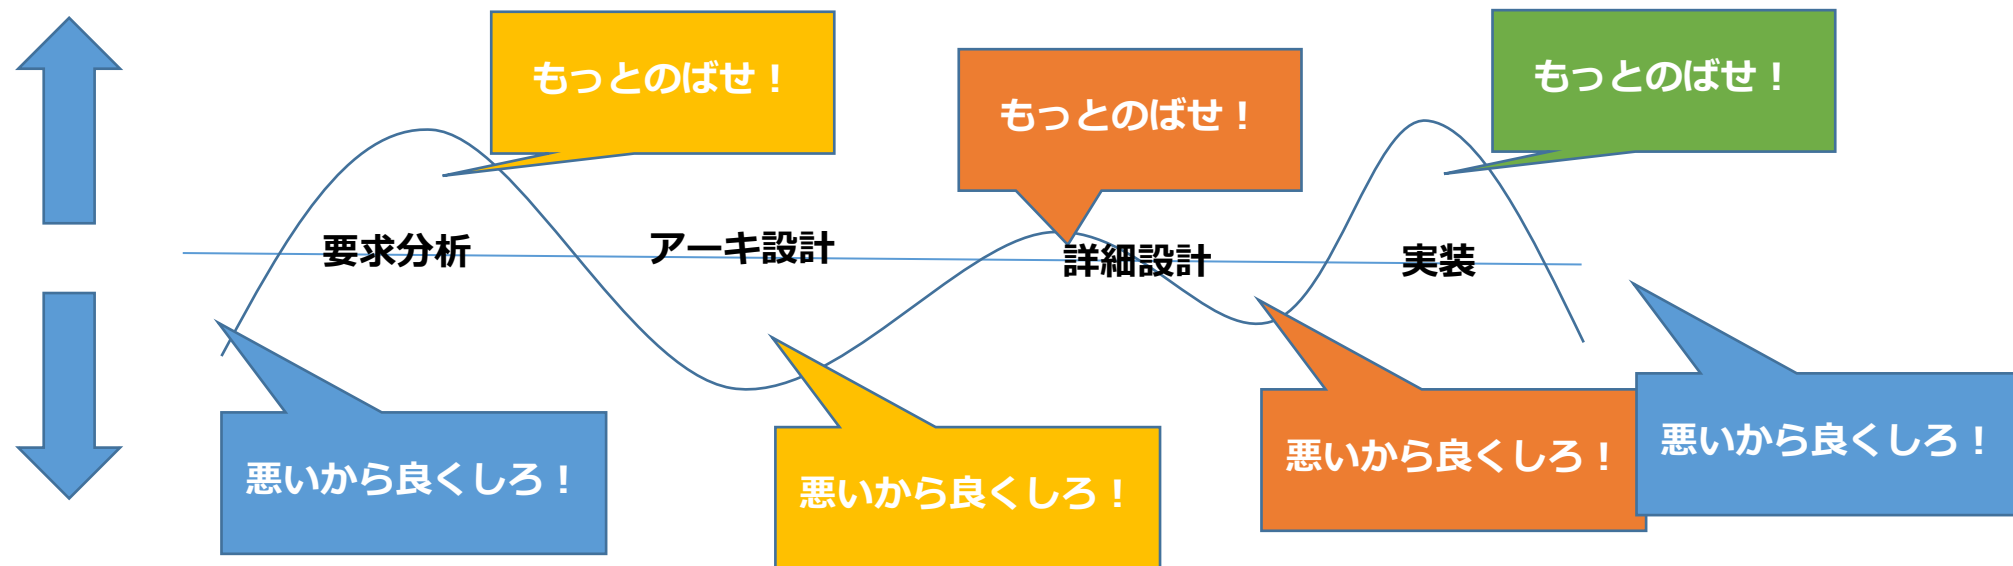 もっとのばせ！
もっとのばせ！
もっとのばせ！
要求分析
アーキ設計
詳細設計
実装
悪いから良くしろ！
悪いから良くしろ！
悪いから良くしろ！
悪いから良くしろ！